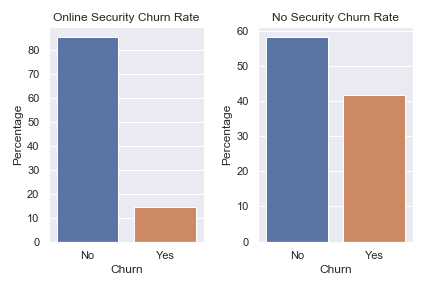 Online Security Churn Rate
80
70
60
50
40
30
20
10
0
Percentage
No Yes
Churn
No Security Churn Rate
60
50
40
30
20
10
0
Percentage
No Yes
Churn